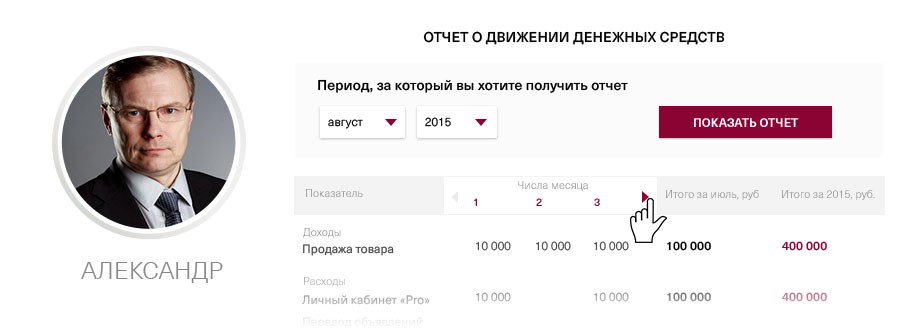 ОТЧЕТ О ДВИЖЕНИИ ДЕНЕЖНЫХ СРЕДСТВ
Период, за который вы хотите получить отчет
август 2015 ПОКАЗАТЬ ОТЧЕТ
Показатель Числа месяца Итого за июль, руб Итого за 2015, руб.
1 2 3
Доходы
Продажа товара 10 000 10 000 10 000 100 000 400 000
Расходы
Личный кабинет «Pro» 10 000 10 000 100 000 400 000
Перевод объявлений
АЛЕКСАНДР